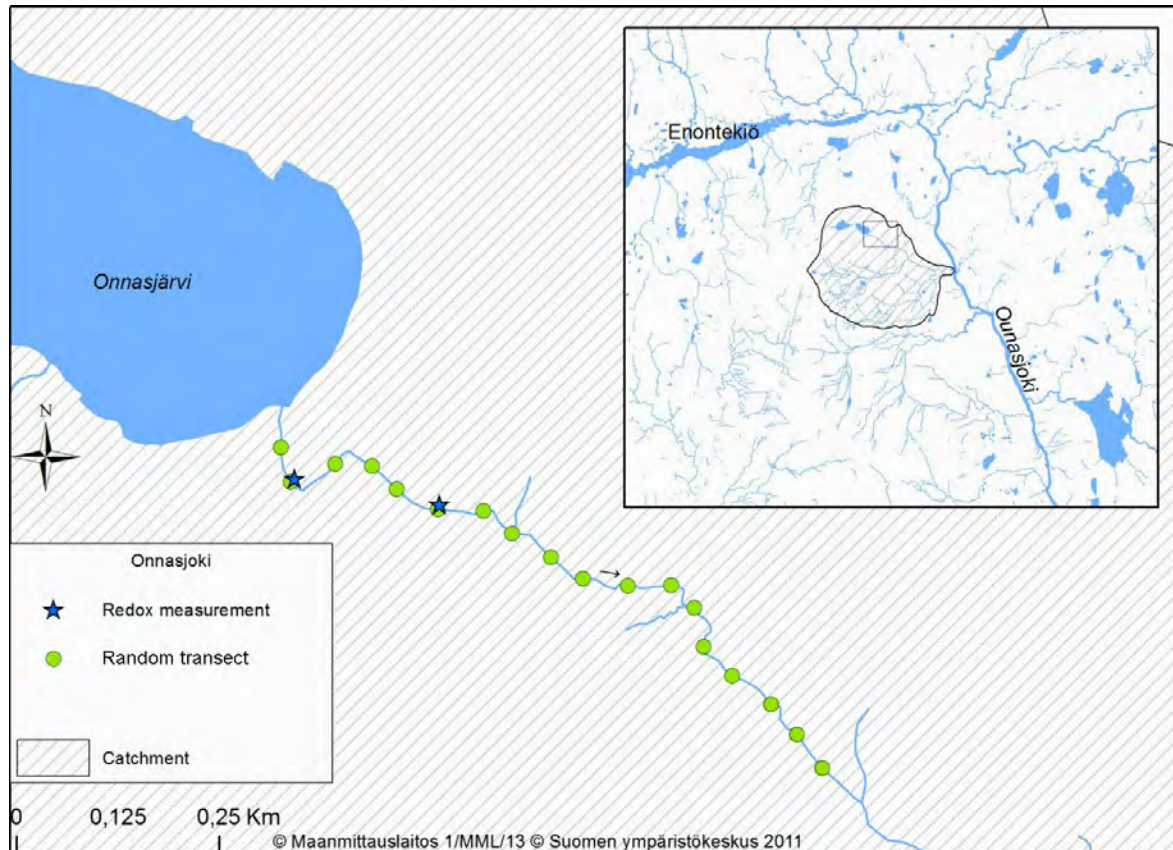 Enontekiö
Ounasjoki
Onnasjärvi
N
Onnasjoki
Redox measurement
Random transect
Catchment
0 0,125 0,25 Km
© Maanmittauslaitos 1/MML/13 © Suomen ympäristökeskus 2011